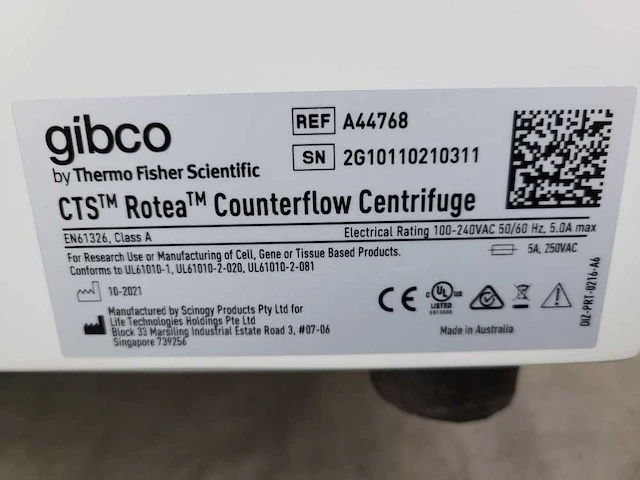 gibco
by Thermo Fisher Scientific
REF A44768
SN 2G10110210311
CTS™ Rotea™ Counterflow Centrifuge
EN61326, Class A
Electrical Rating 100-240VAC 50/60 Hz, 5.0A max
For Research Use or Manufacturing of Cell, Gene or Tissue Based Products.
Conforms to UL61010-1, UL61010-2-020, UL61010-2-081
5A, 250VAC
10-2021
Manufactured by Scinogy Products Pty Ltd for
Life Technologies Holdings Pte Ltd
Block 33 Marsiling Industrial Estate Road 3, #07-06
Singapore 739256
CE
c UL us
LISTED
Made in Australia